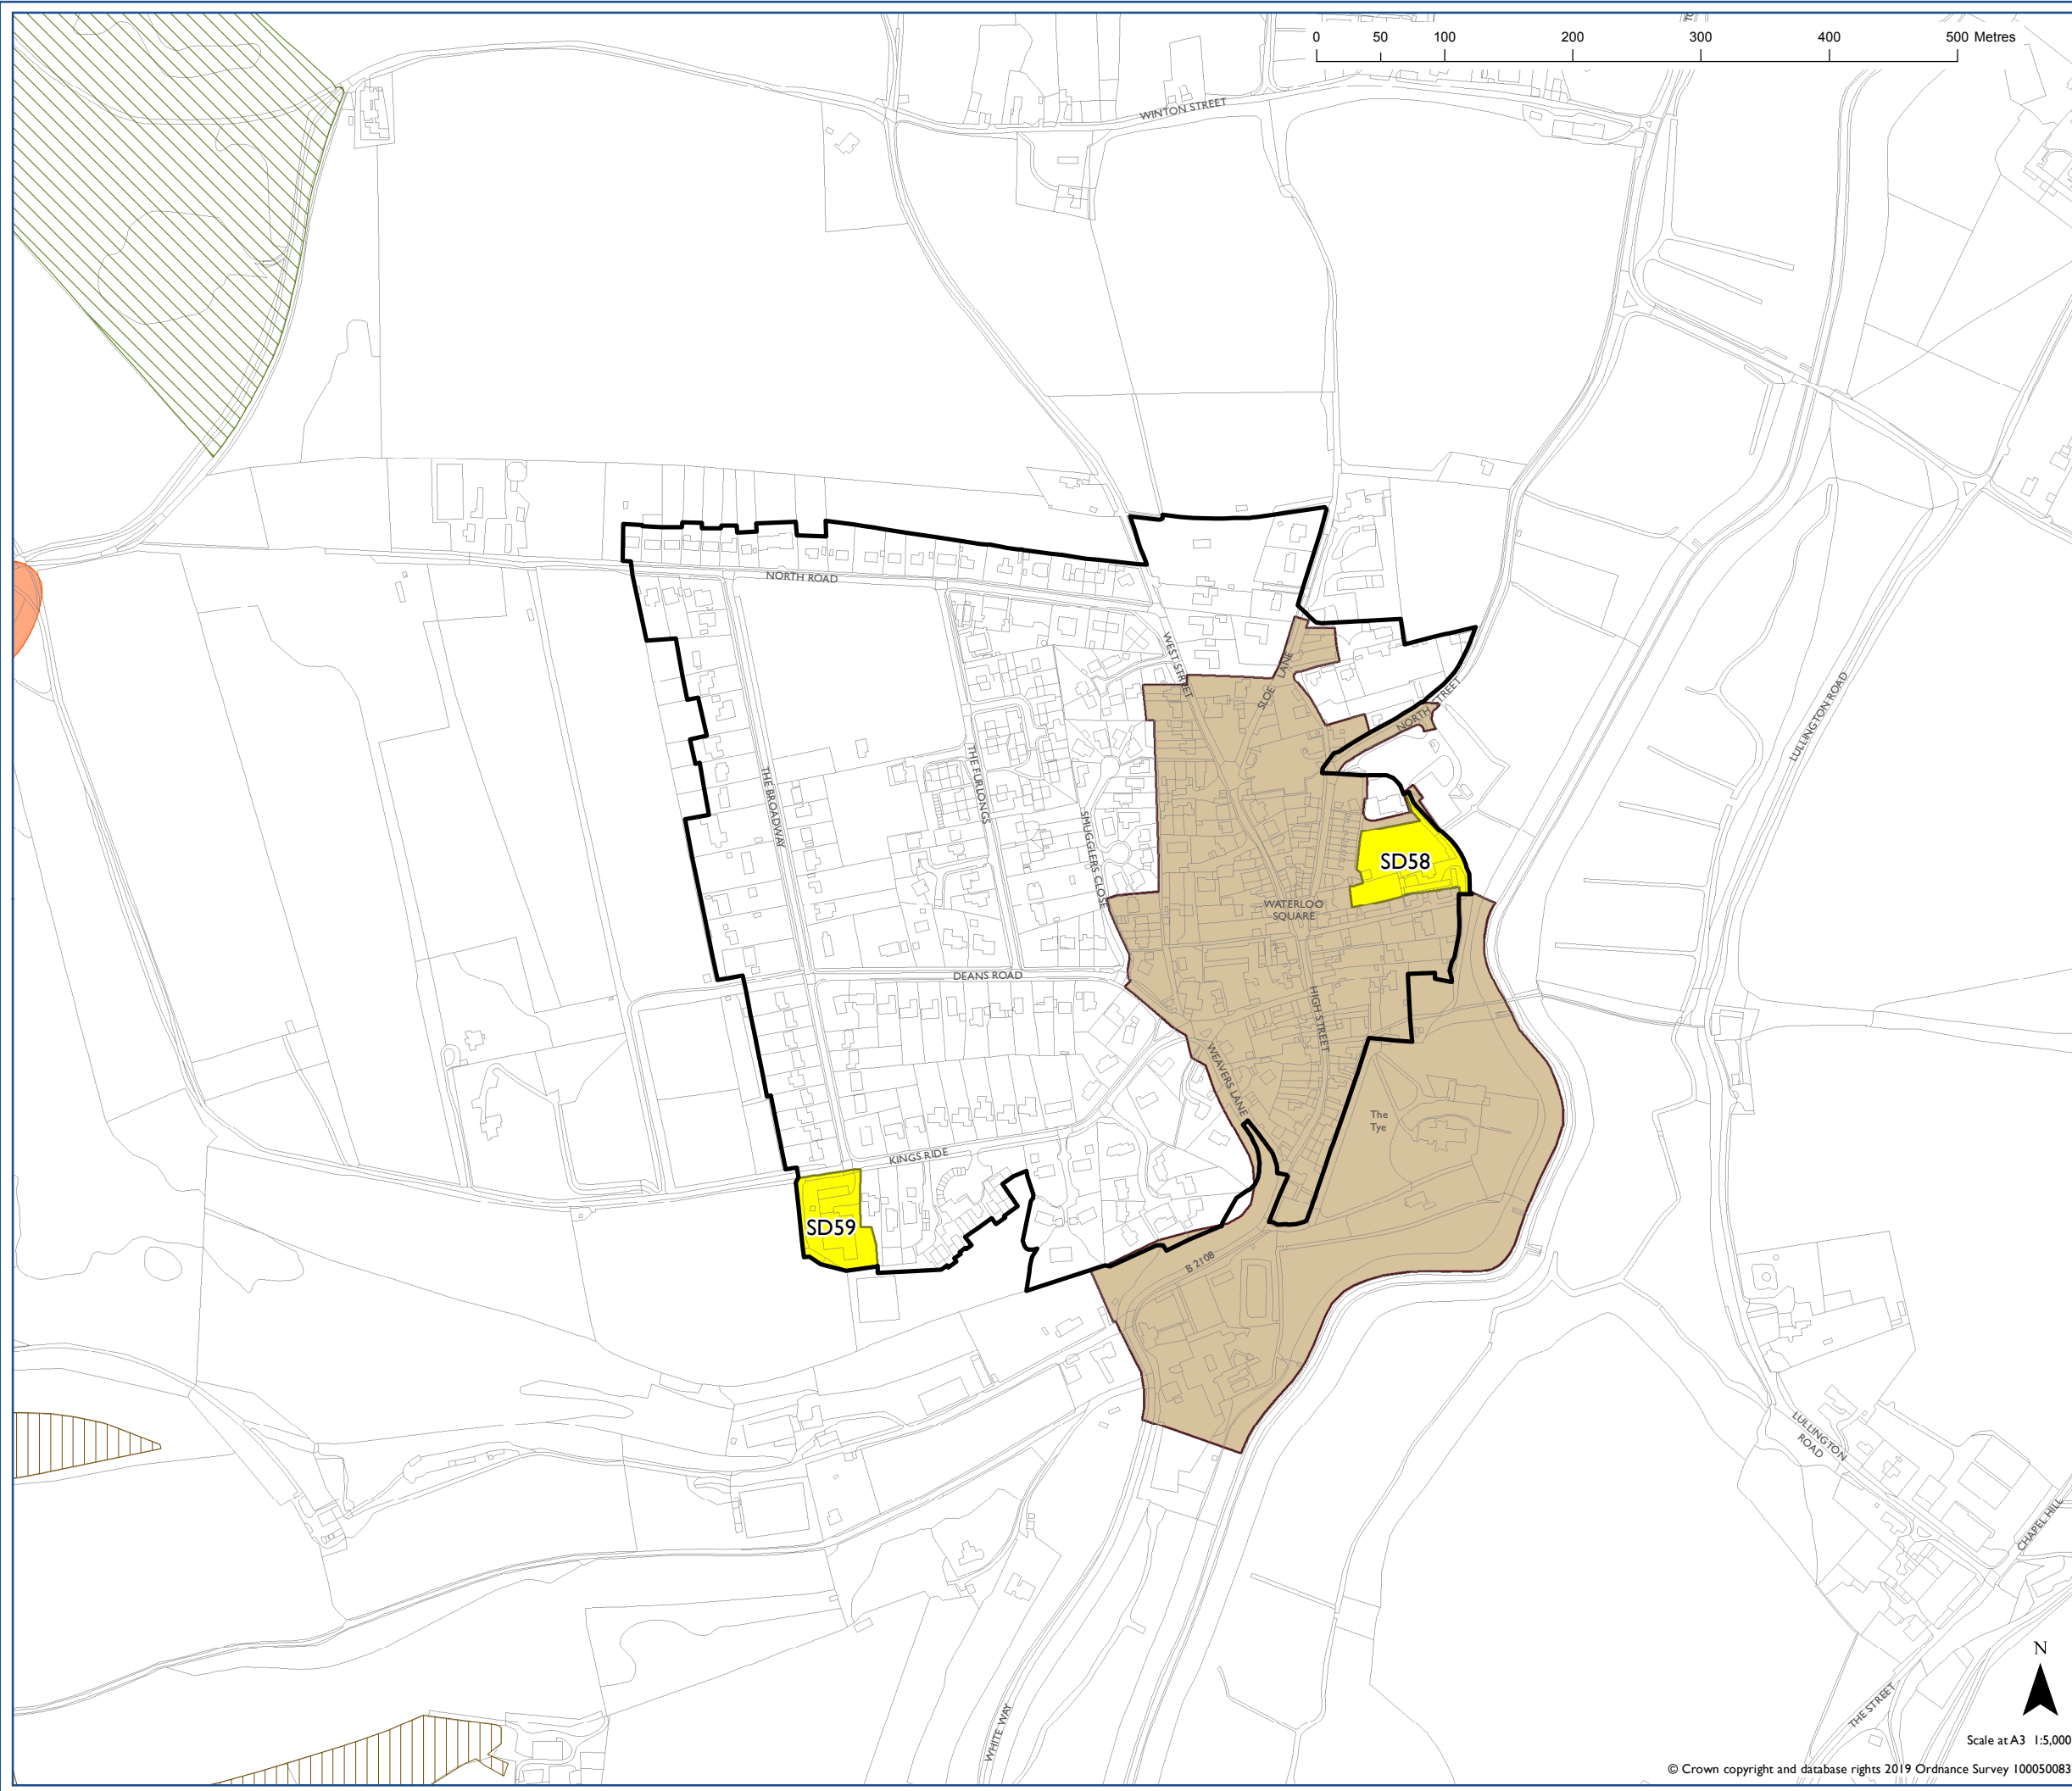 0 50 100 200 300 400 500 Metres
WINTON STREET
NORTH ROAD
WEST STREET
SLOE LANE
NORTH STREET
LULLINGTON ROAD
THE BROADWAY
THE FURLONGS
SMUGGLERS CLOSE
SD58
WATERLOO
SQUARE
DEANS ROAD
HIGH STREET
WEAVERS LANE
The
Tye
KINGS RIDE
SD59
B 2108
LULLINGTON
ROAD
CHAPEL HILL
THE STREET
WHITE WAY
N
Scale at A3 1:5,000
© Crown copyright and database rights 2019 Ordnance Survey 100050083